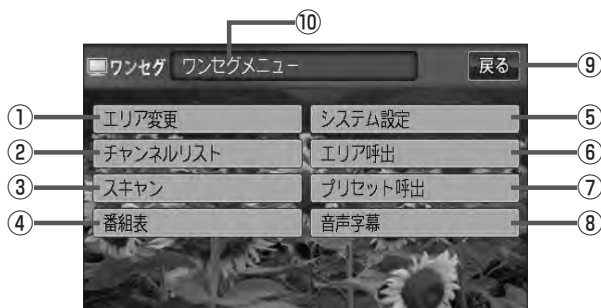 ⑩
ワンセグ ワンセグメニュー 戻る ⑨
① エリア変更 システム設定 ⑤
② チャンネルリスト エリア呼出 ⑥
③ スキャン プリセット呼出 ⑦
④ 番組表 音声字幕 ⑧